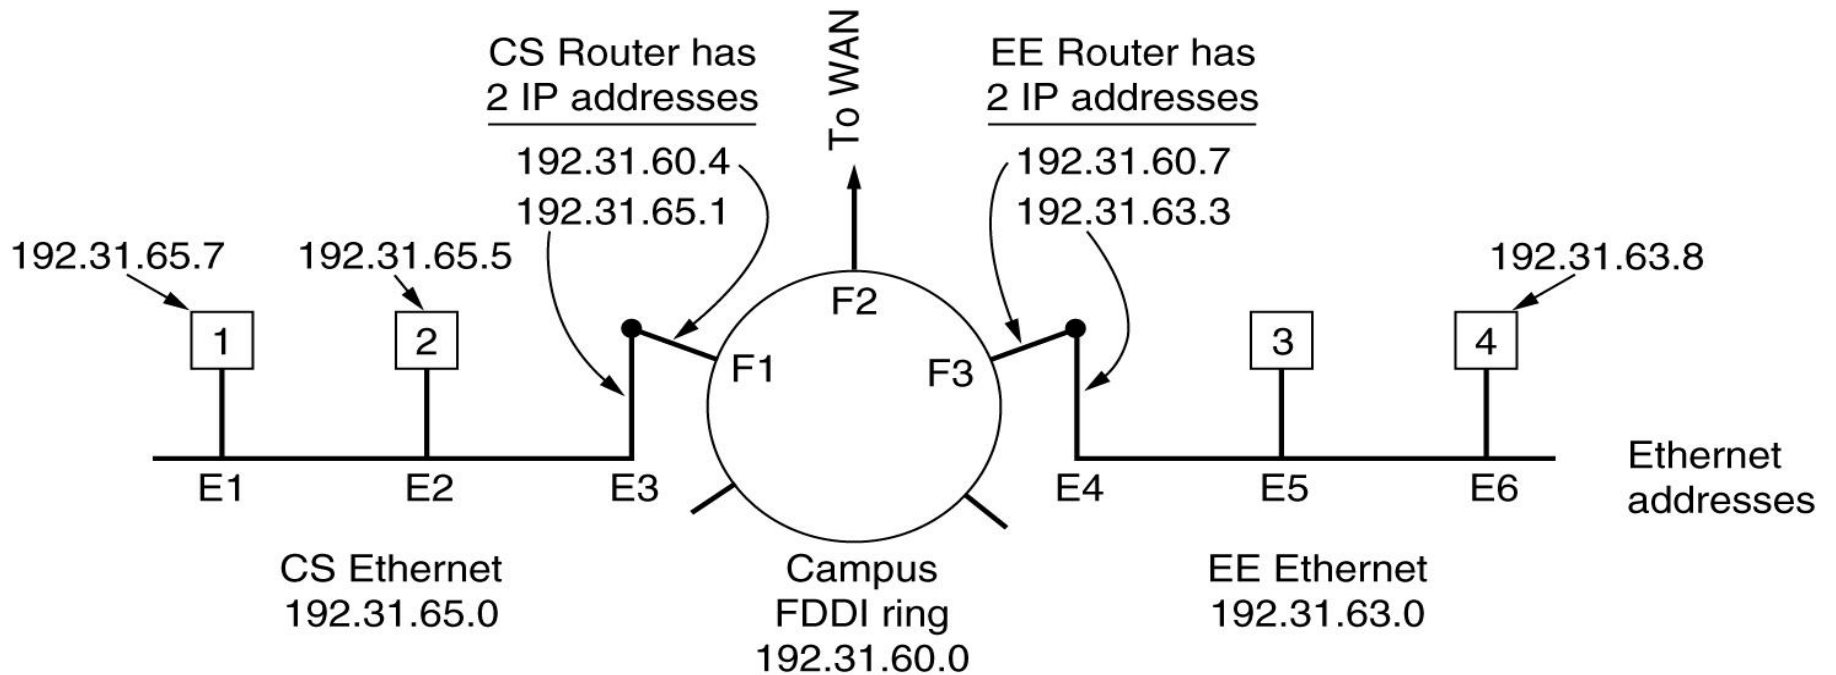 CS Router has
2 IP addresses
192.31.60.4
192.31.65.1
To WAN
EE Router has
2 IP addresses
192.31.60.7
192.31.63.3
192.31.65.7
192.31.65.5
192.31.63.8
1
2
F1
F2
F3
3
4
E1
E2
E3
E4
E5
E6
Ethernet
addresses
CS Ethernet
192.31.65.0
Campus
FDDI ring
192.31.60.0
EE Ethernet
192.31.63.0